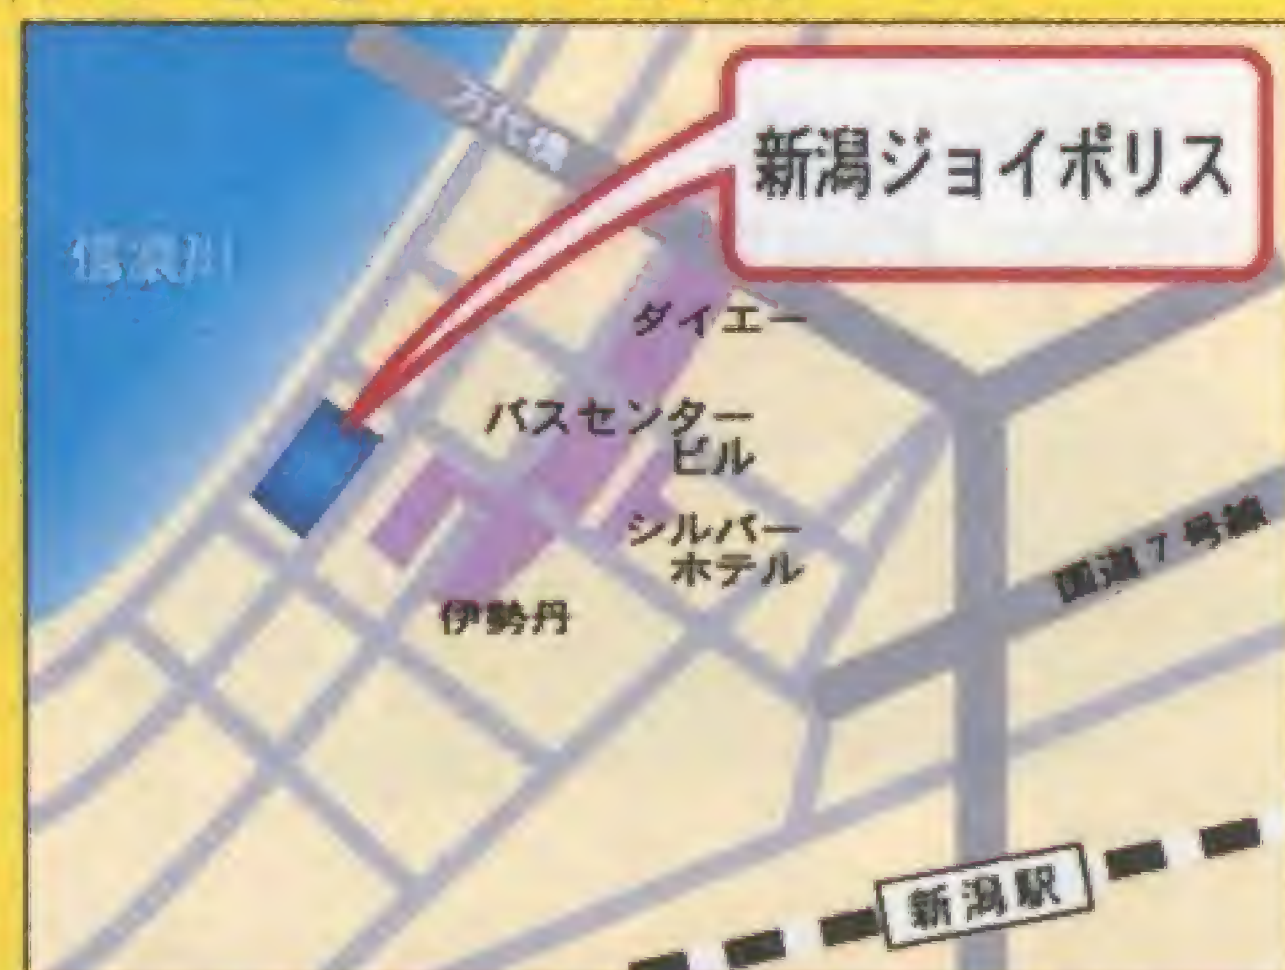 万代橋
新潟ジョイポリス
信濃川
ダイエー
バスセンター
ビル
シルバー
ホテル
国道7号線
伊勢丹
新潟駅